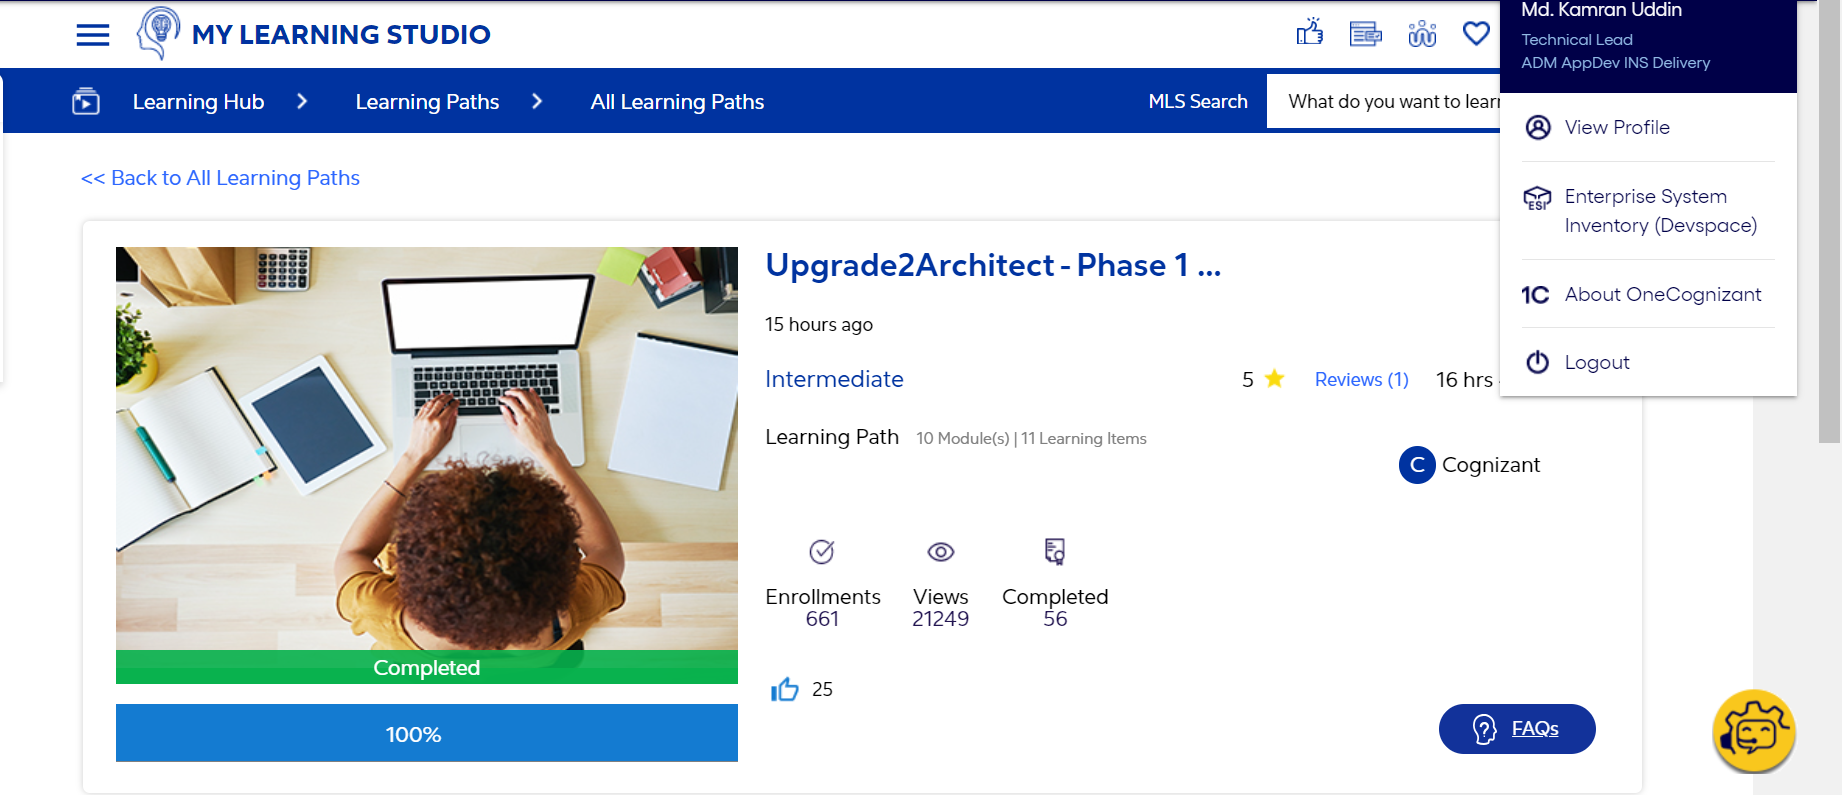 MY LEARNING STUDIO
Md. Kamran Uddin
Technical Lead
ADM AppDev INS Delivery
Learning Hub
Learning Paths
All Learning Paths
MLS Search
What do you want to lear
View Profile
<< Back to All Learning Paths
ESI
Enterprise System
Inventory (Devspace)
1C
About OneCognizant
Logout
Upgrade2Architect - Phase 1 ...
15 hours ago
Intermediate
5
Reviews (1)
16 hrs
Learning Path
10 Module(s) | 11 Learning Items
C
Cognizant
Enrollments
661
Views
21249
Completed
56
Completed
25
100%
FAQs